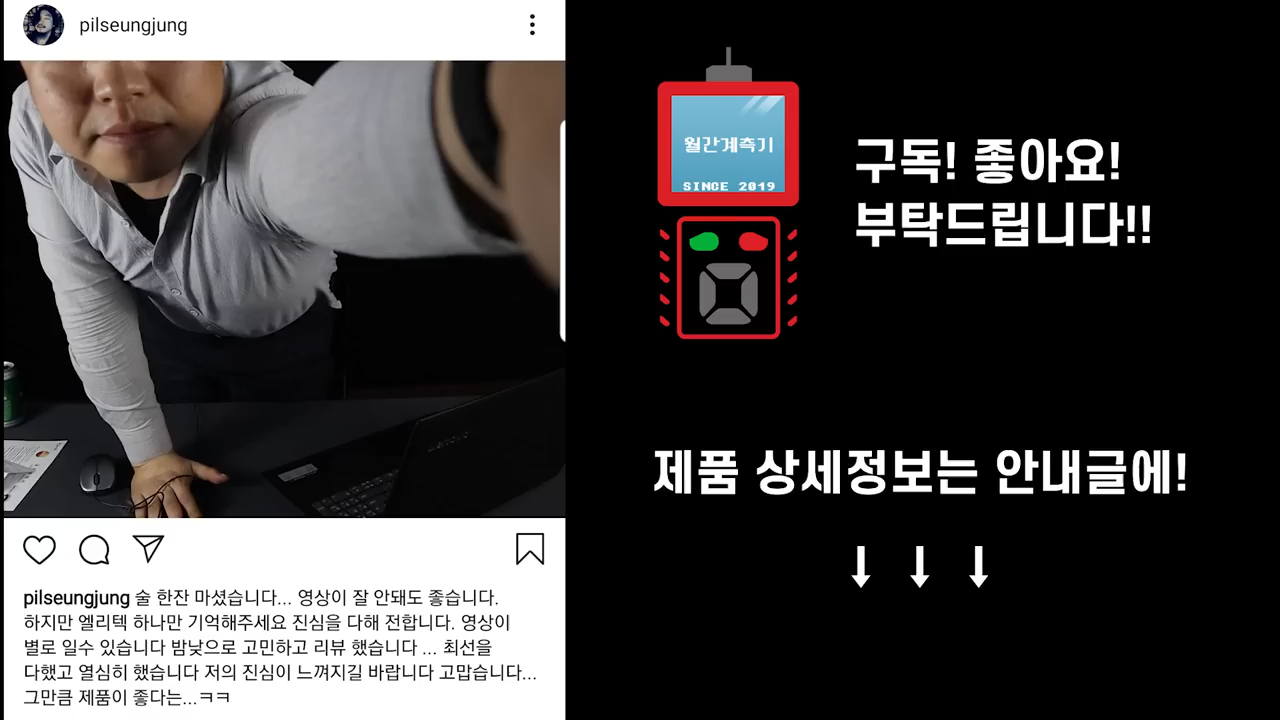 pilseungjung
월간계측기
SINCE 2019
구독! 좋아요!
부탁드립니다!!
제품 상세정보는 안내글에!
↓ ↓ ↓
pilseungjung 술 한잔 마셨습니다... 영상이 잘 안돼도 좋습니다.
하지만 엘리텍 하나만 기억해주세요 진심을 다해 전합니다. 영상이
별로 일수 있습니다 밤낮으로 고민하고 리뷰 했습니다 ... 최선을
다했고 열심히 했습니다 저의 진심이 느껴지길 바랍니다 고맙습니다...
그만큼 제품이 좋다는...ㅋㅋ